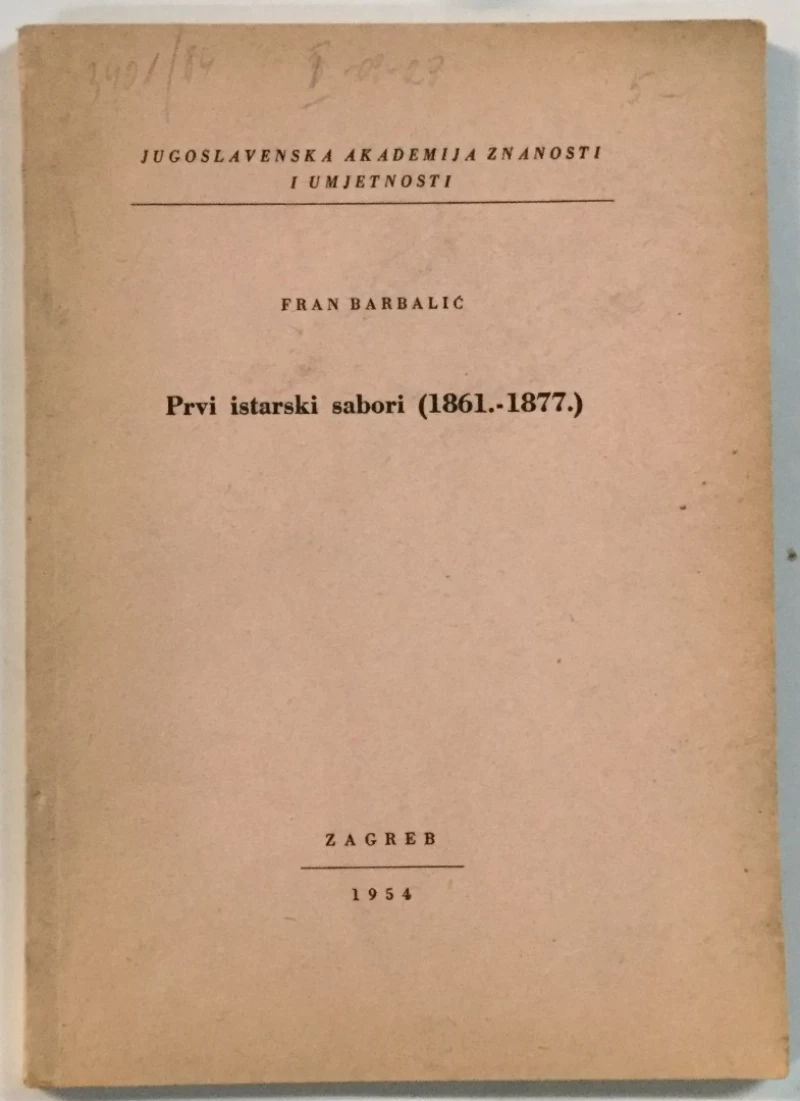 JUGOSLAVENSKA AKADEMIJA ZNANOSTI
I UMJETNOSTI
FRAN BARBALIĆ
Prvi istarski sabori (1861.-1877.)
ZAGREB
1954